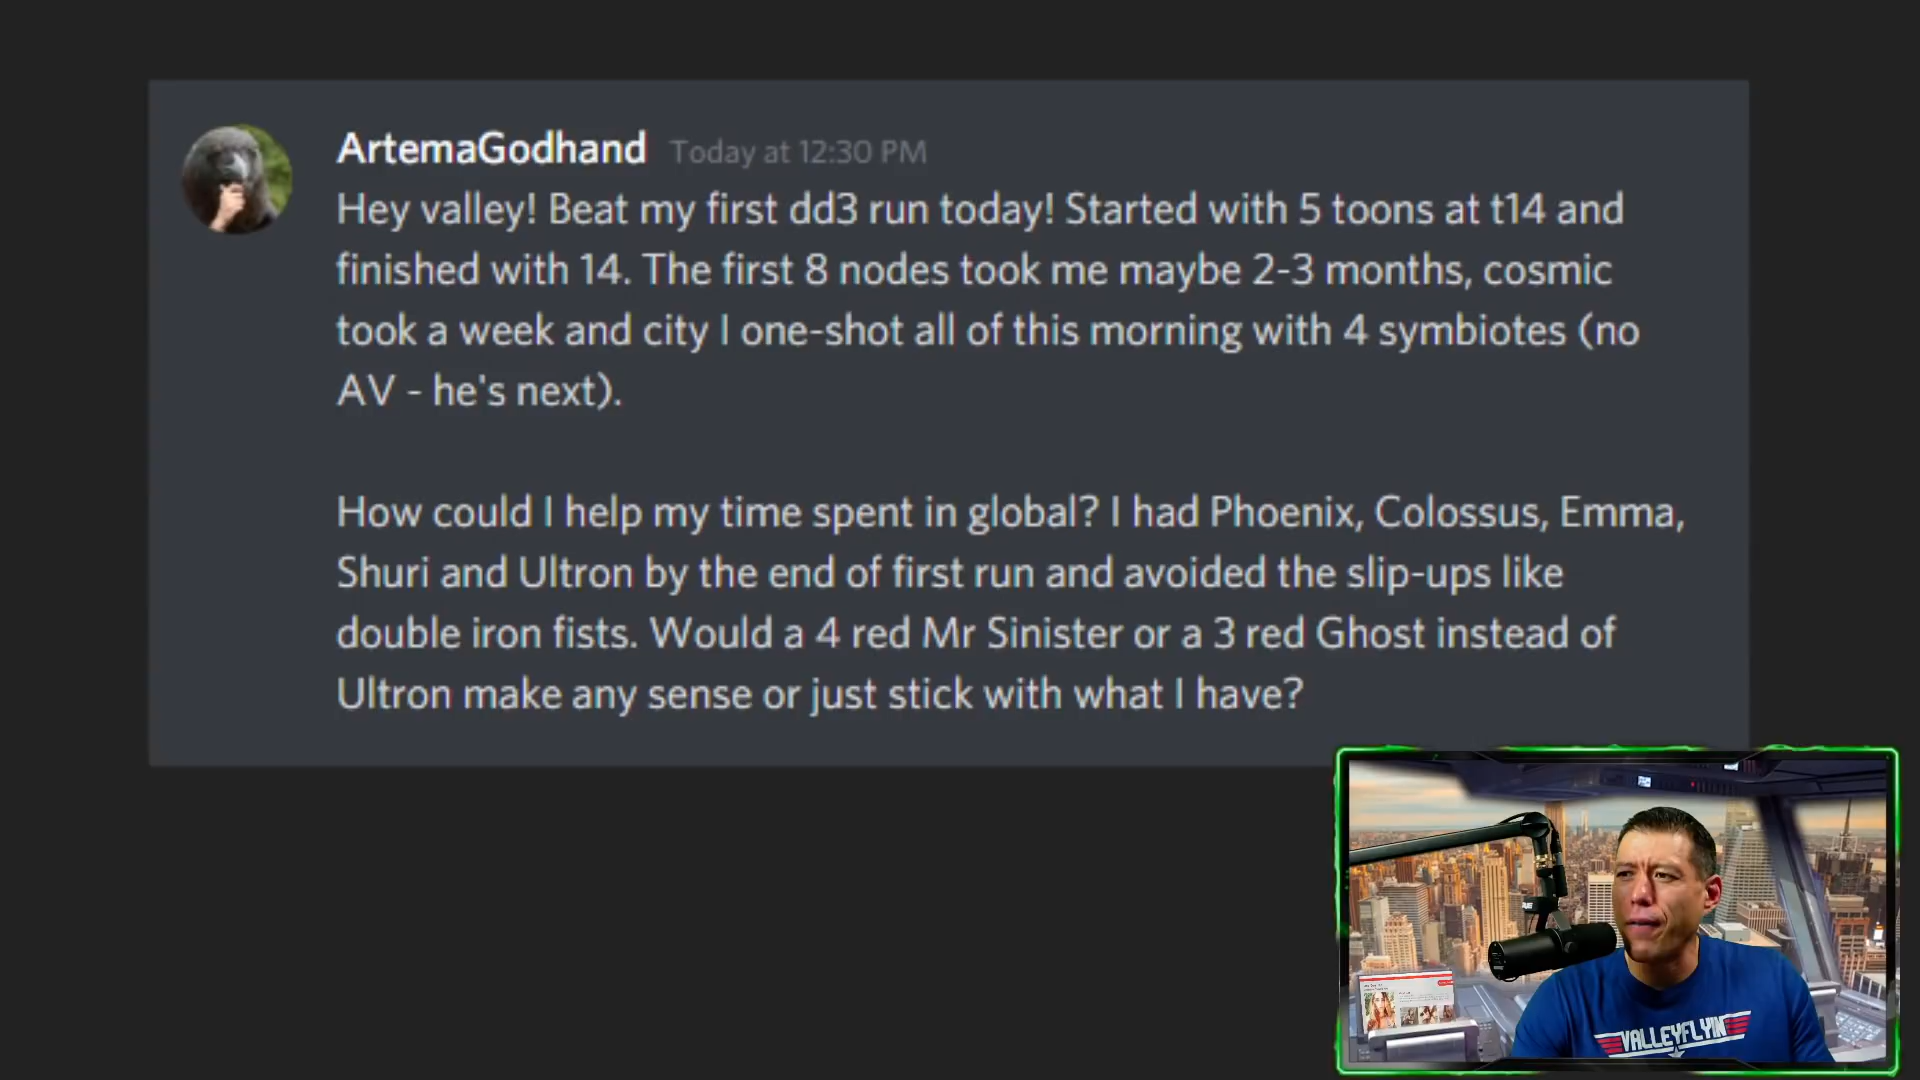 ArtemaGodhand Today at 12:30 PM
Hey valley! Beat my first dd3 run today! Started with 5 toons at t14 and
finished with 14. The first 8 nodes took me maybe 2-3 months, cosmic
took a week and city I one-shot all of this morning with 4 symbiotes (no
AV - he's next).
How could I help my time spent in global? I had Phoenix, Colossus, Emma,
Shuri and Ultron by the end of first run and avoided the slip-ups like
double iron fists. Would a 4 red Mr Sinister or a 3 red Ghost instead of
Ultron make any sense or just stick with what I have?
VALLEYFLYIN